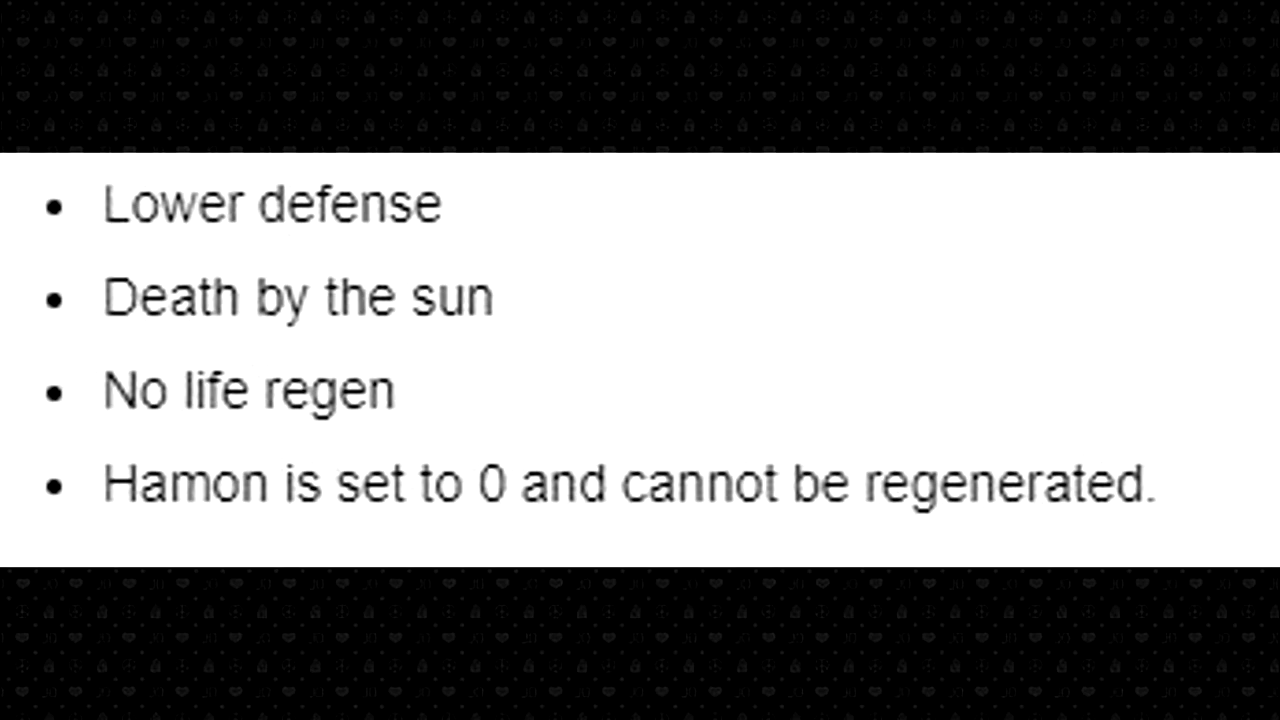 Lower defense
Death by the sun
No life regen
Hamon is set to 0 and cannot be regenerated.